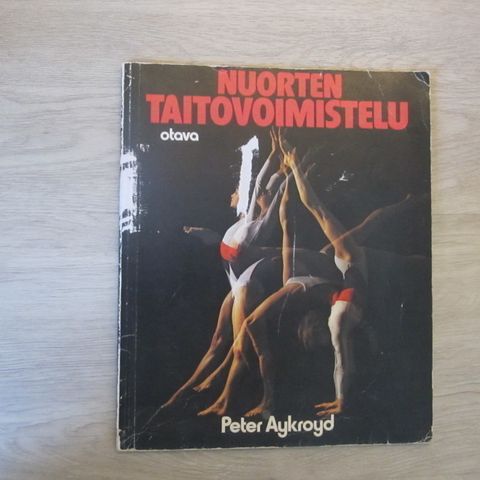 NUORTEN
TAITOVOIMISTELU
otava
Peter Aykroyd